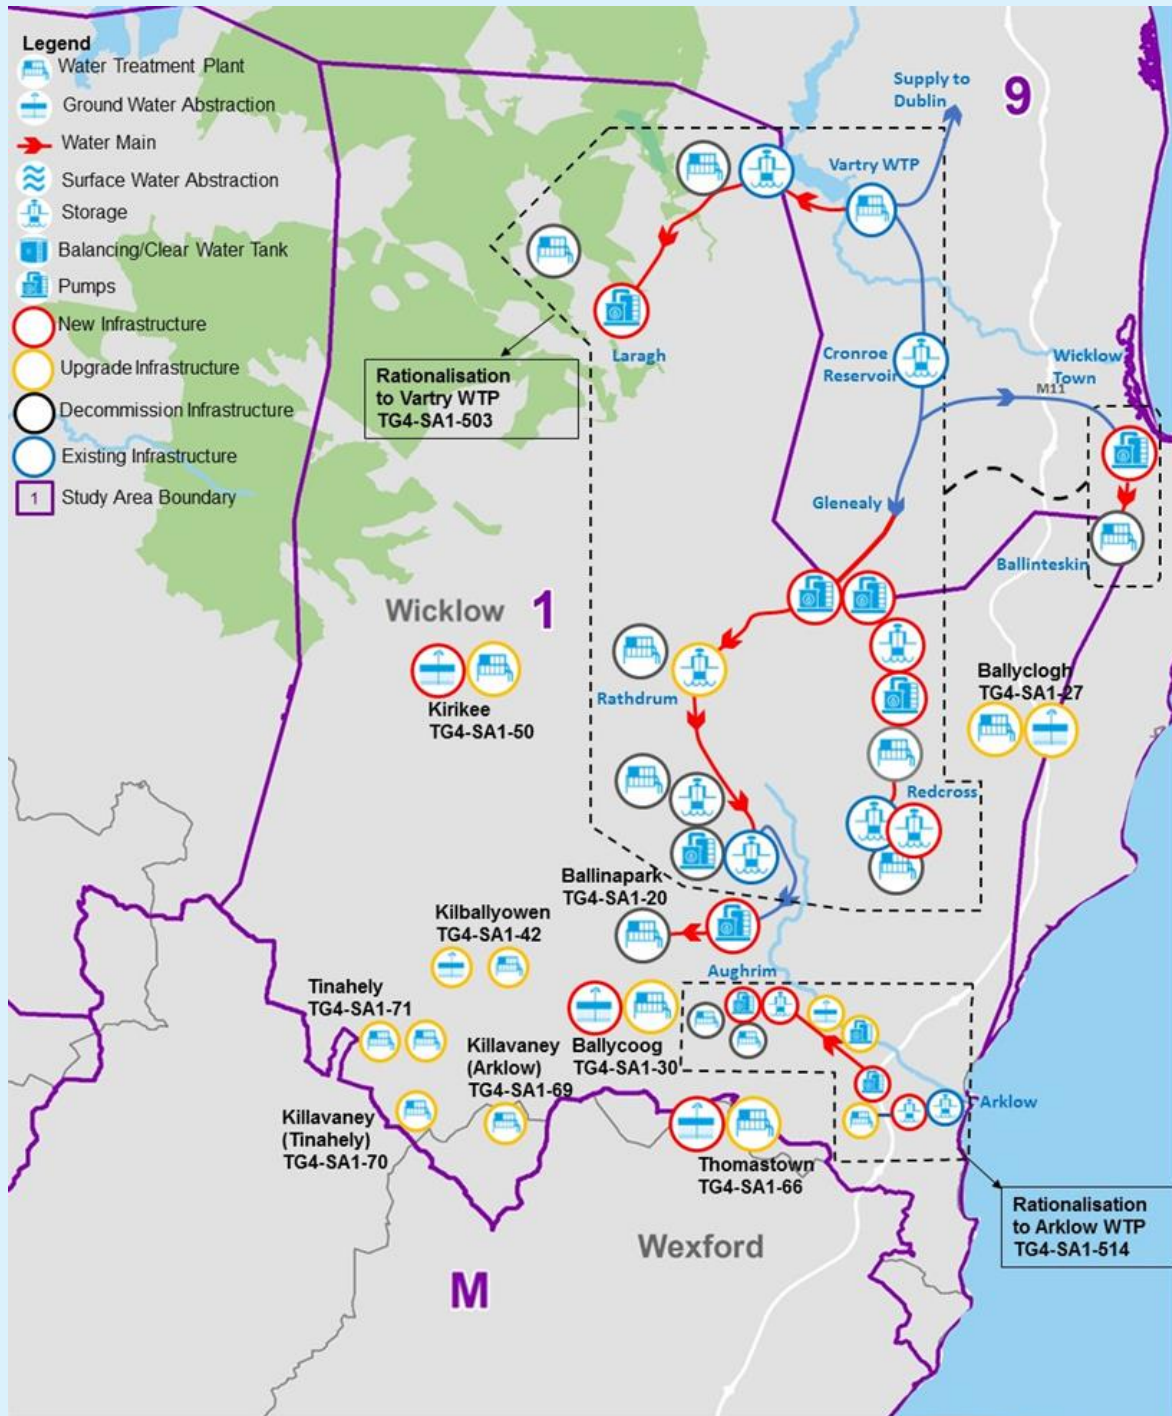 Legend
Water Treatment Plant
Ground Water Abstraction
Water Main
Surface Water Abstraction
Storage
Balancing/Clear Water Tank
Pumps
New Infrastructure
Upgrade Infrastructure
Decommission Infrastructure
Existing Infrastructure
1 Study Area Boundary
Supply to
Dublin
9
Vartry WTP
Laragh
Rationalisation
to Vartry WTP
TG4-SA1-503
Cronroe
Reservoir
Wicklow
Town
M11
Glenealy
Ballinteskin
Wicklow
1
Kirikee
TG4-SA1-50
Rathdrum
Ballyclogh
TG4-SA1-27
Redcross
Ballinapark
TG4-SA1-20
Kilballyowen
TG4-SA1-42
Aughrim
Tinahely
TG4-SA1-71
Killavaney
(Arklow)
TG4-SA1-69
Ballycoog
TG4-SA1-30
Killavaney
(Tinahely)
TG4-SA1-70
Arklow
Thomastown
TG4-SA1-66
Rationalisation
to Arklow WTP
TG4-SA1-514
Wexford
M